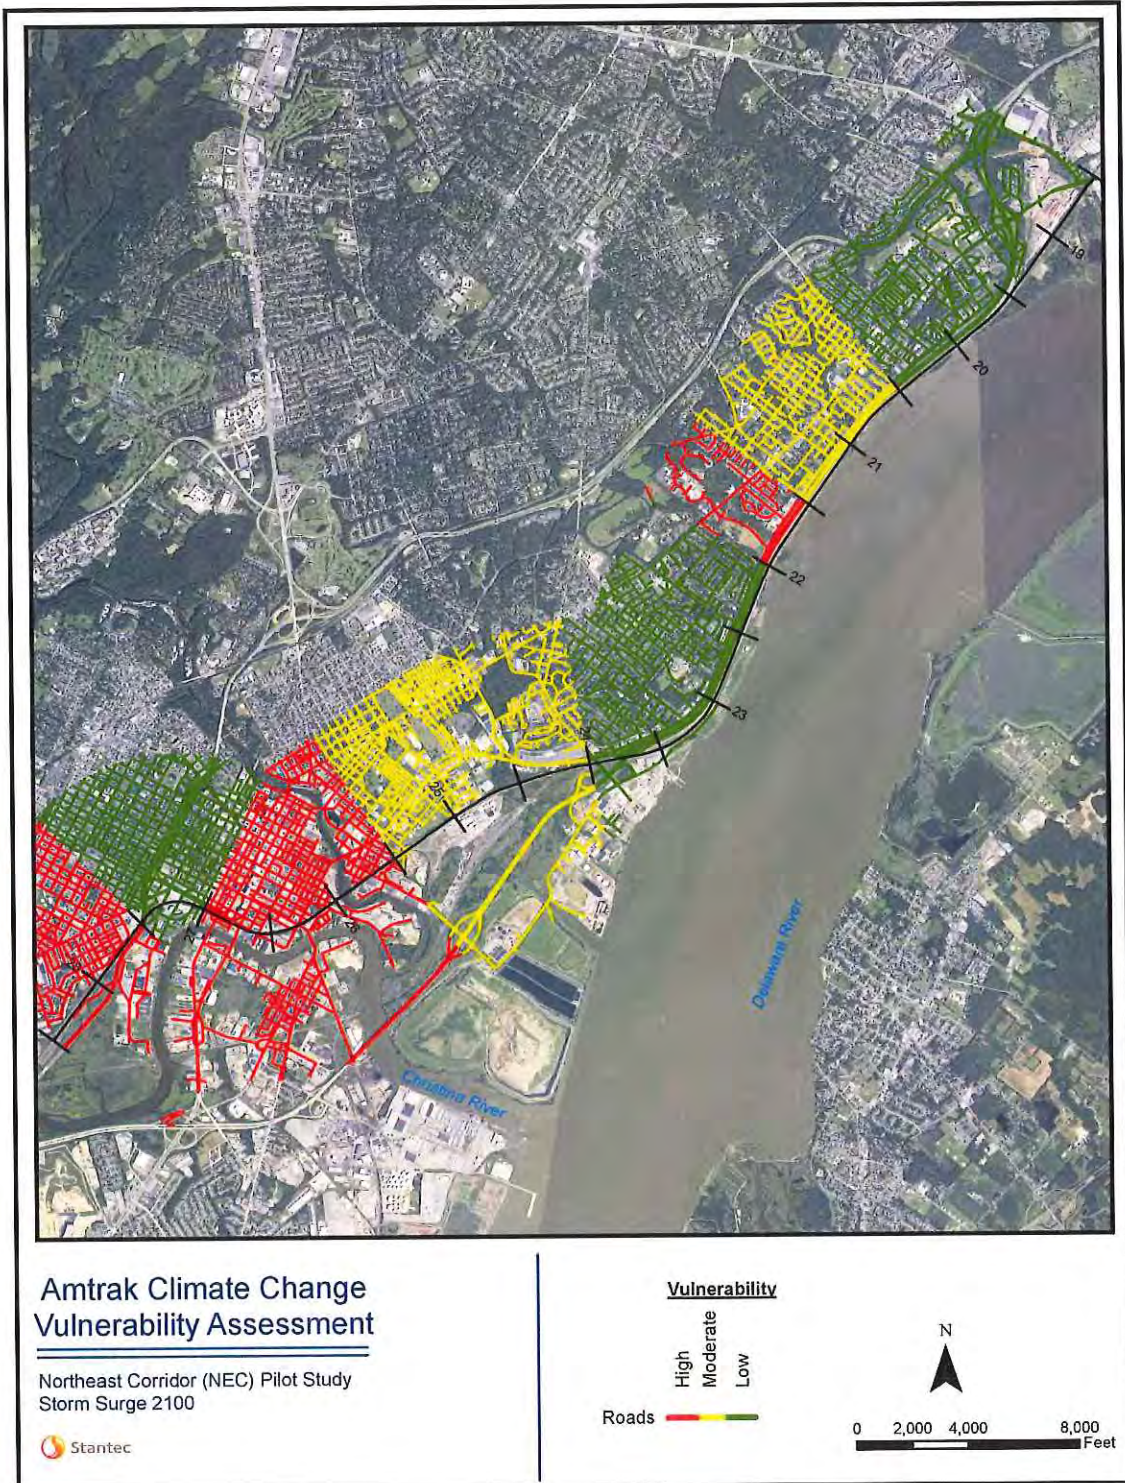 19
20
21
22
23
25
26
27
Delaware River
Christina River
Amtrak Climate Change
Vulnerability Assessment
Northeast Corridor (NEC) Pilot Study
Storm Surge 2100
Stantec
Vulnerability
High
Moderate
Low
Roads
N
0 2,000 4,000 8,000
Feet